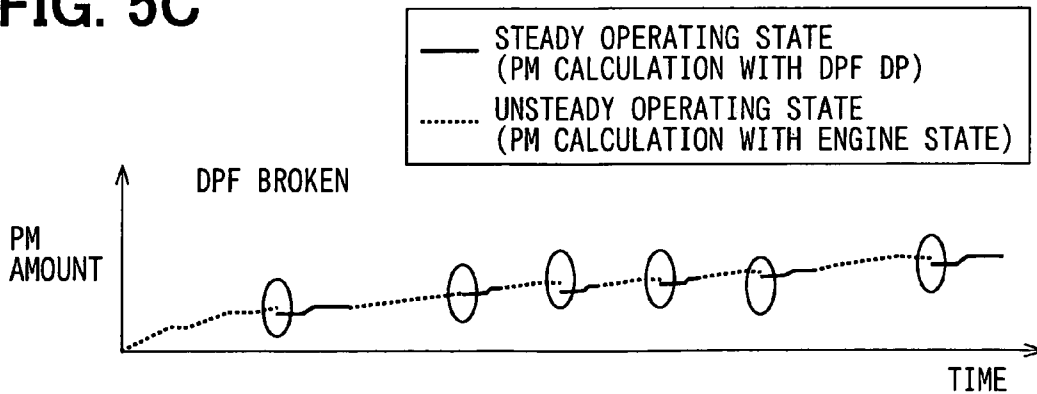 FIG. 5C
STEADY OPERATING STATE
(PM CALCULATION WITH DPF DP)
UNSTEADY OPERATING STATE
(PM CALCULATION WITH ENGINE STATE)
DPF BROKEN
PM
AMOUNT
TIME